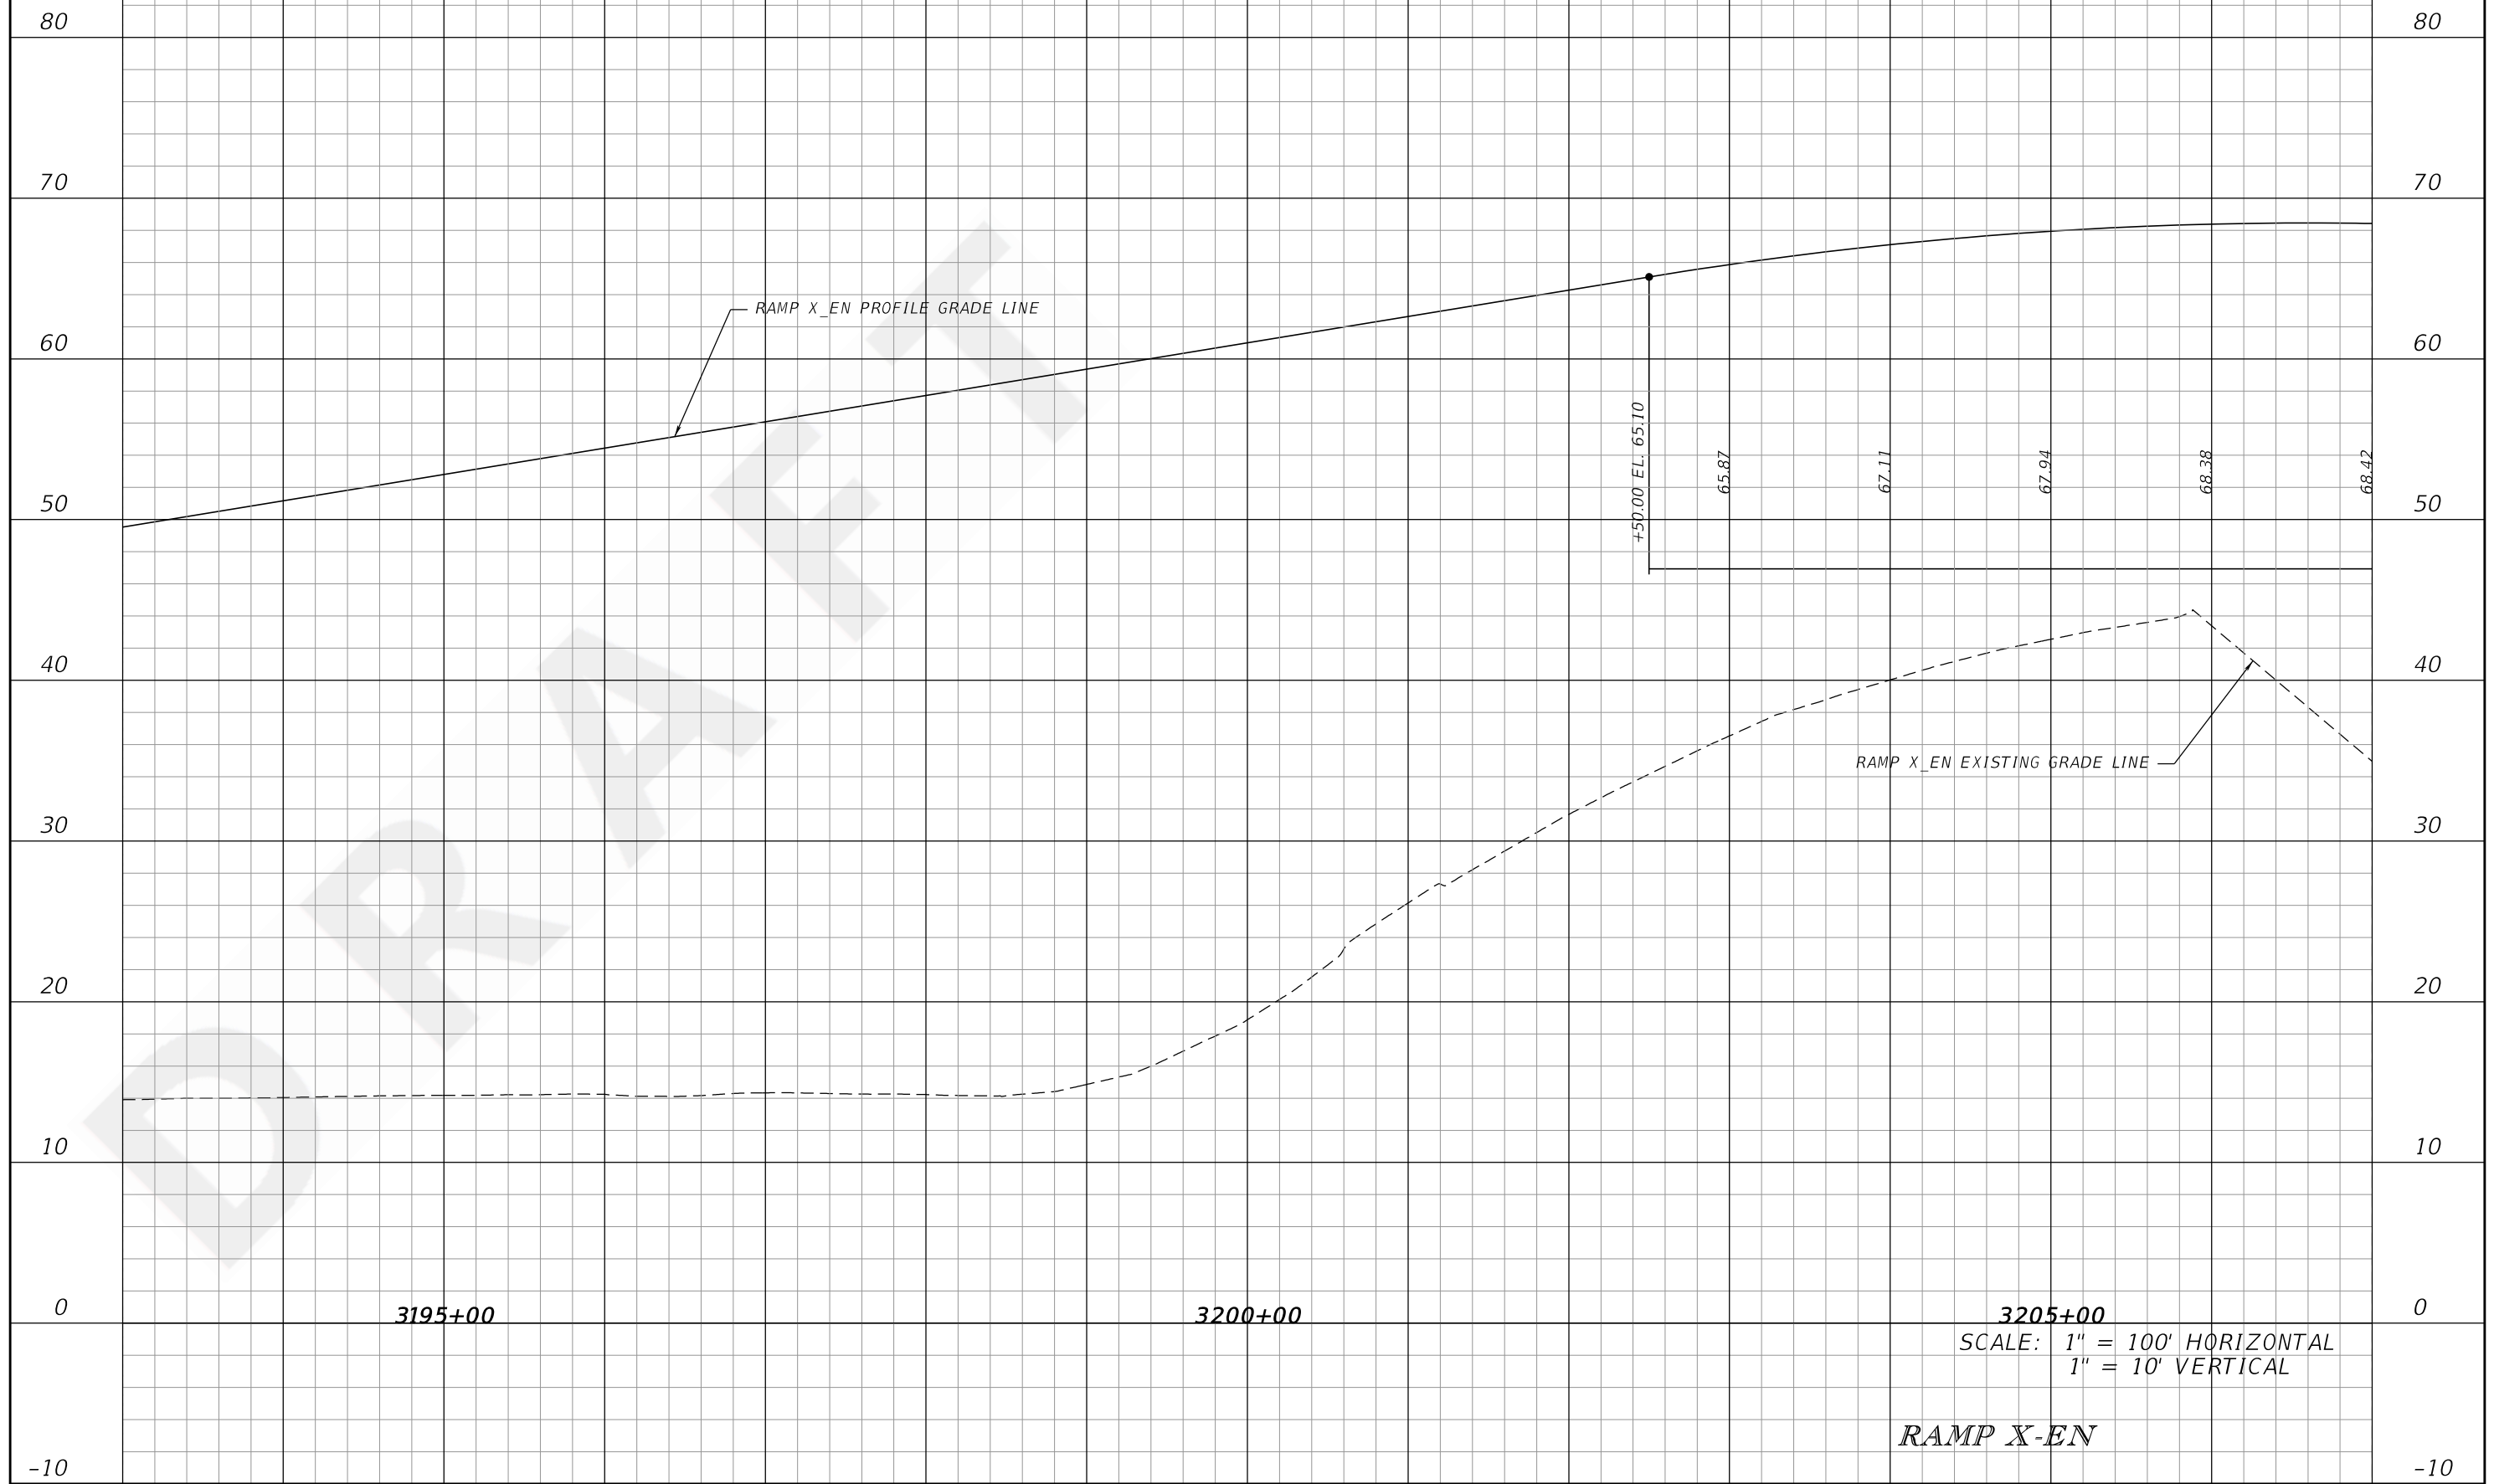 80 80
70 70
RAMP X_EN PROFILE GRADE LINE
60 60
+50.00 EL. 65.10
65.87
67.11
67.94
68.38
68.42
50 50
40 40
RAMP X_EN EXISTING GRADE LINE
30 30
20 20
10 10
0 0
3195+00 3200+00 3205+00
SCALE: 1" = 100' HORIZONTAL
1" = 10' VERTICAL
RAMP X-EN
-10 -10
DRAFT